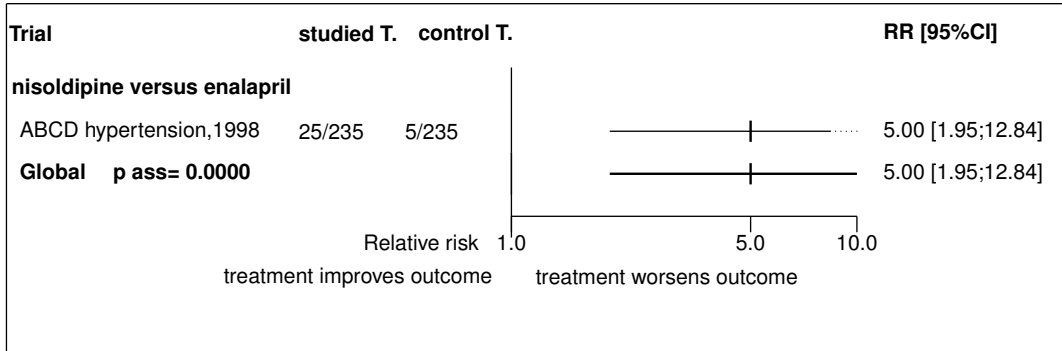 Trial studied T. control T. RR [95%CI]
nisoldipine versus enalapril
ABCD hypertension,1998 25/235 5/235 5.00 [1.95;12.84]
Global p ass= 0.0000 5.00 [1.95;12.84]
Relative risk 1.0 5.0 10.0
treatment improves outcome treatment worsens outcome